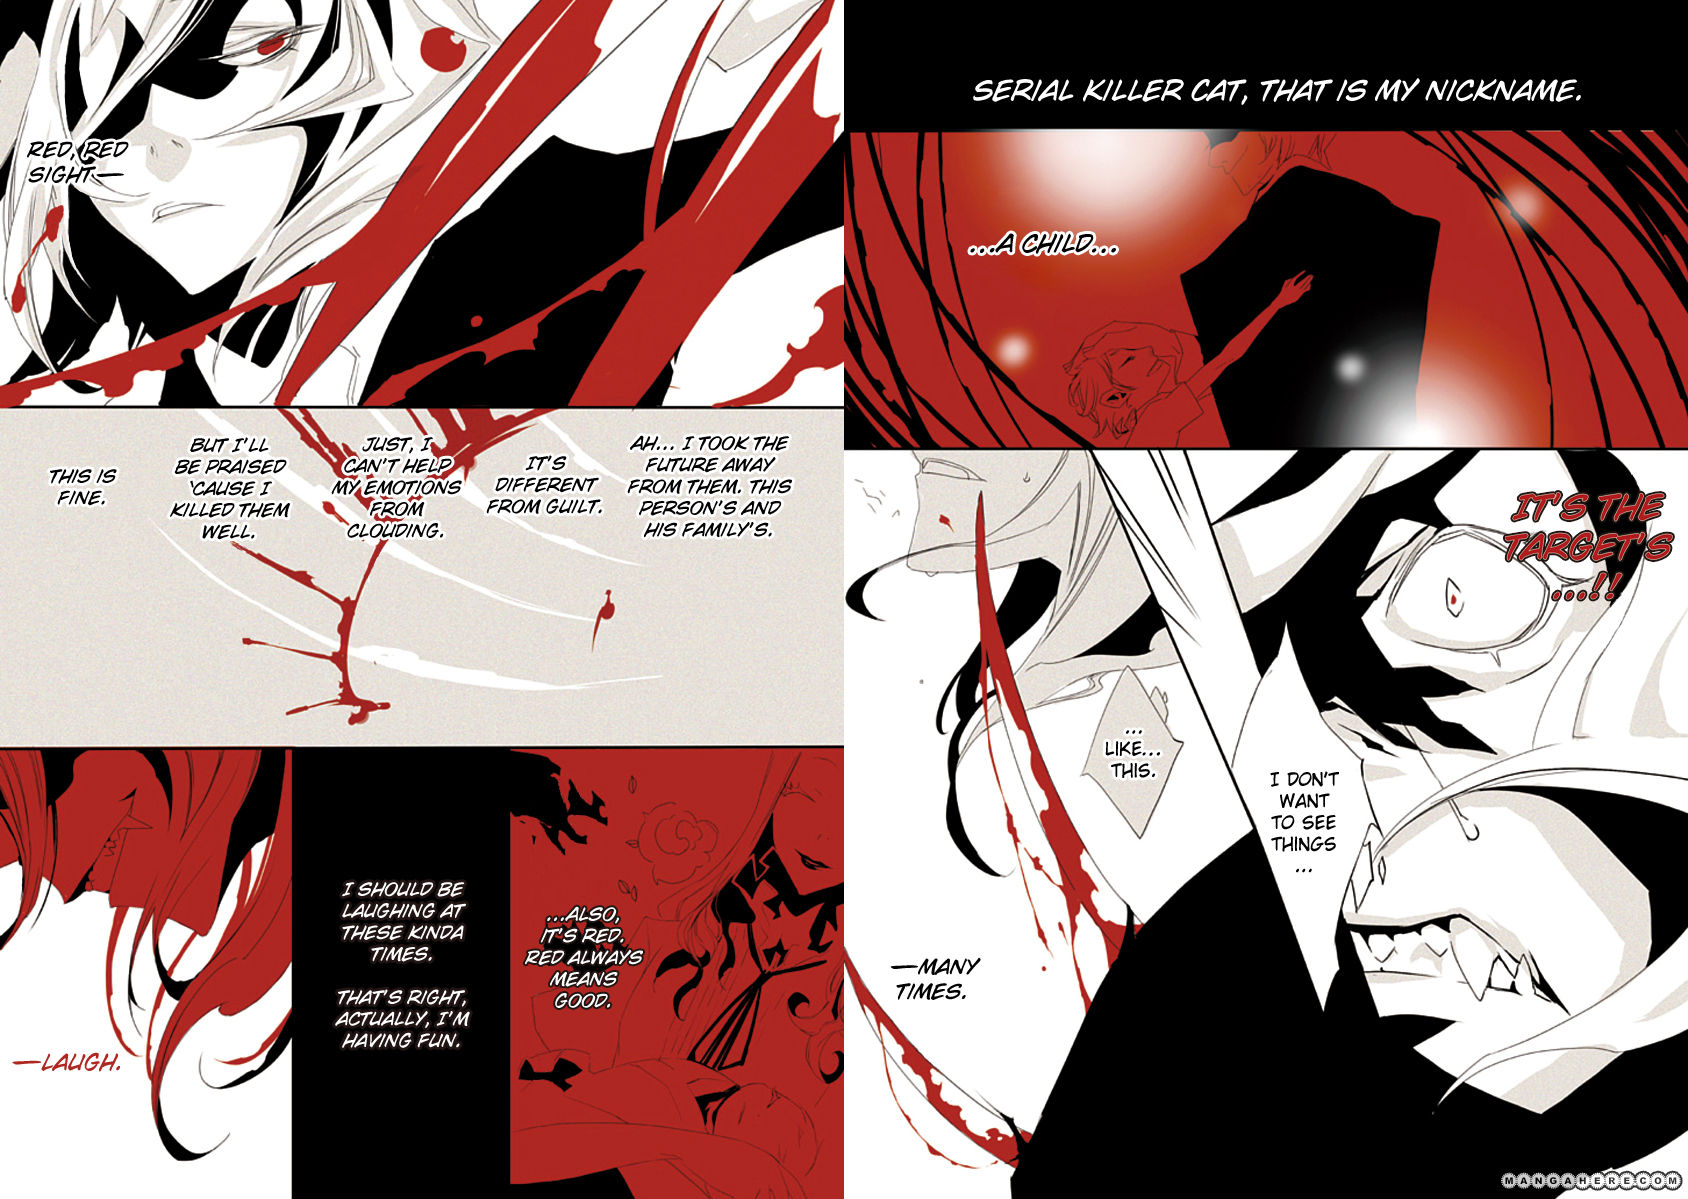 SERIAL KILLER CAT, THAT IS MY NICKNAME.
...A CHILD...
IT'S THE
TARGET'S
...!!
I DON'T
WANT
TO SEE
THINGS
...
...
LIKE...
THIS.
—MANY
TIMES.
RED, RED
SIGHT—
AH... I TOOK THE
FUTURE AWAY
FROM THEM. THIS
PERSON'S AND
HIS FAMILY'S.
IT'S
DIFFERENT
FROM GUILT.
JUST, I
CAN'T HELP
MY EMOTIONS
FROM
CLOUDING.
BUT I'LL
BE PRAISED
'CAUSE I
KILLED THEM
WELL.
THIS IS
FINE.
...ALSO,
IT'S RED.
RED ALWAYS
MEANS
GOOD.
I SHOULD BE
LAUGHING AT
THESE KINDA
TIMES.
THAT'S RIGHT,
ACTUALLY, I'M
HAVING FUN.
—LAUGH.
MANGAHERE.COM